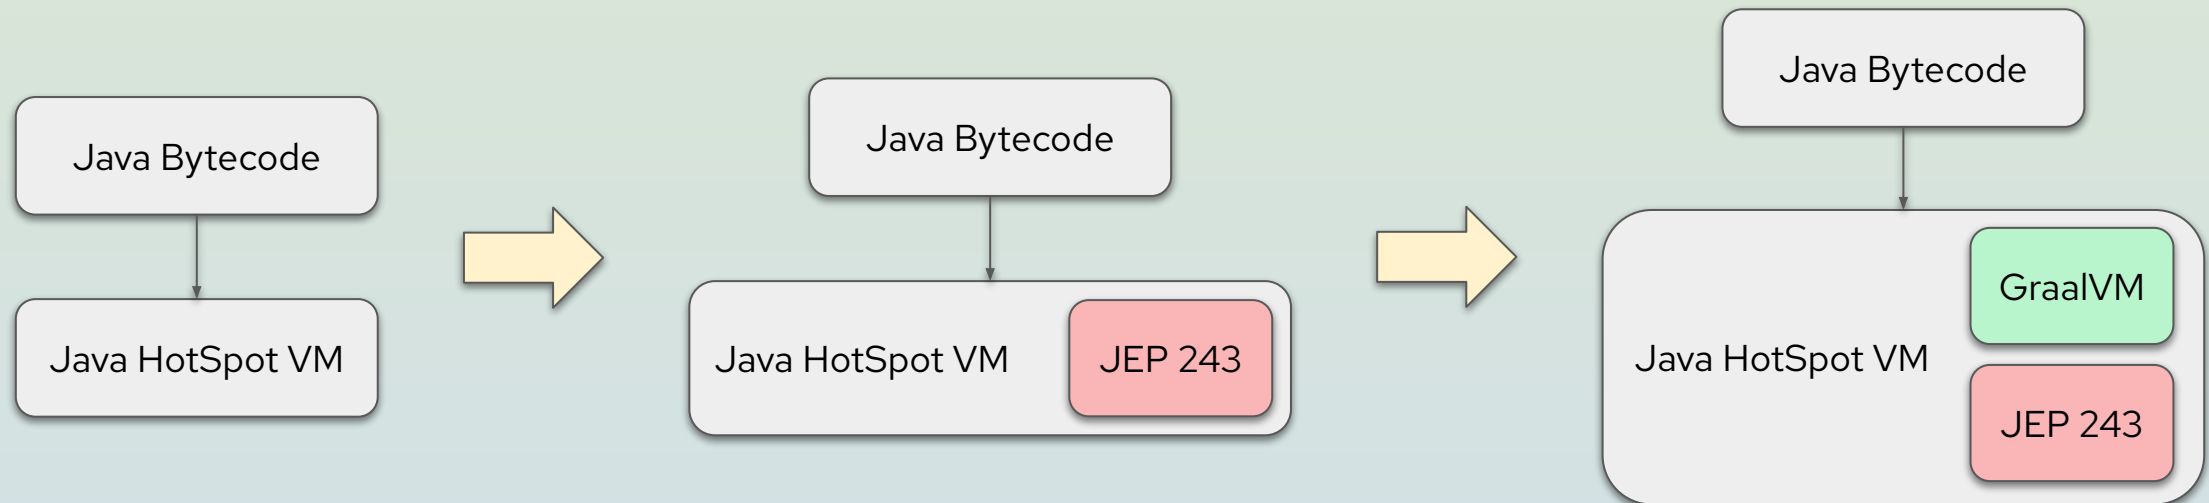 Java Bytecode
Java HotSpot VM
Java Bytecode
Java HotSpot VM
JEP 243
Java Bytecode
Java HotSpot VM
GraalVM
JEP 243